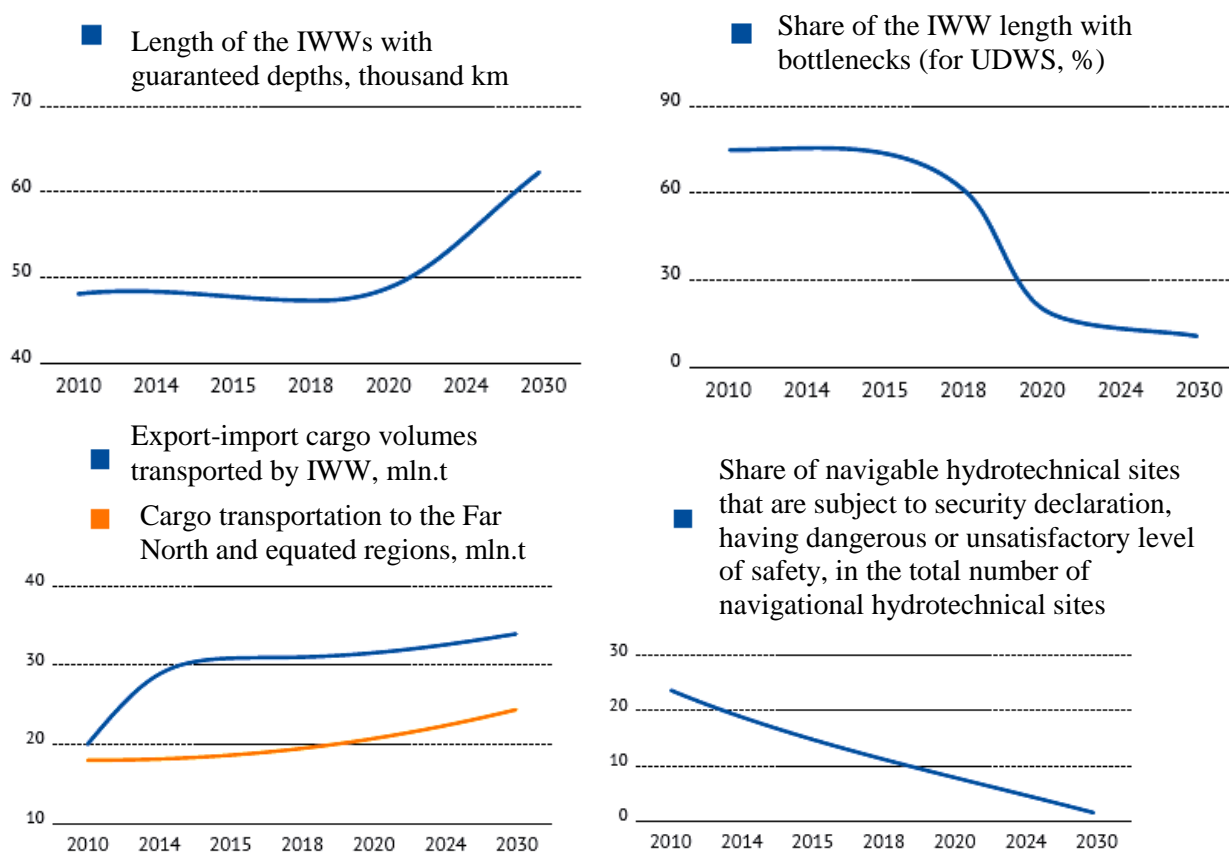 Length of the IWWs with
guaranteed depths, thousand km
70
60
50
40
2010 2014 2015 2018 2020 2024 2030
Share of the IWW length with
bottlenecks (for UDWS, %)
90
60
30
0
2010 2014 2015 2018 2020 2024 2030
Export-import cargo volumes
transported by IWW, mln.t
Cargo transportation to the Far
North and equated regions, mln.t
40
30
20
10
2010 2014 2015 2018 2020 2024 2030
Share of navigable hydrotechnical sites
that are subject to security declaration,
having dangerous or unsatisfactory level
of safety, in the total number of
navigational hydrotechnical sites
30
20
10
0
2010 2014 2015 2018 2020 2024 2030